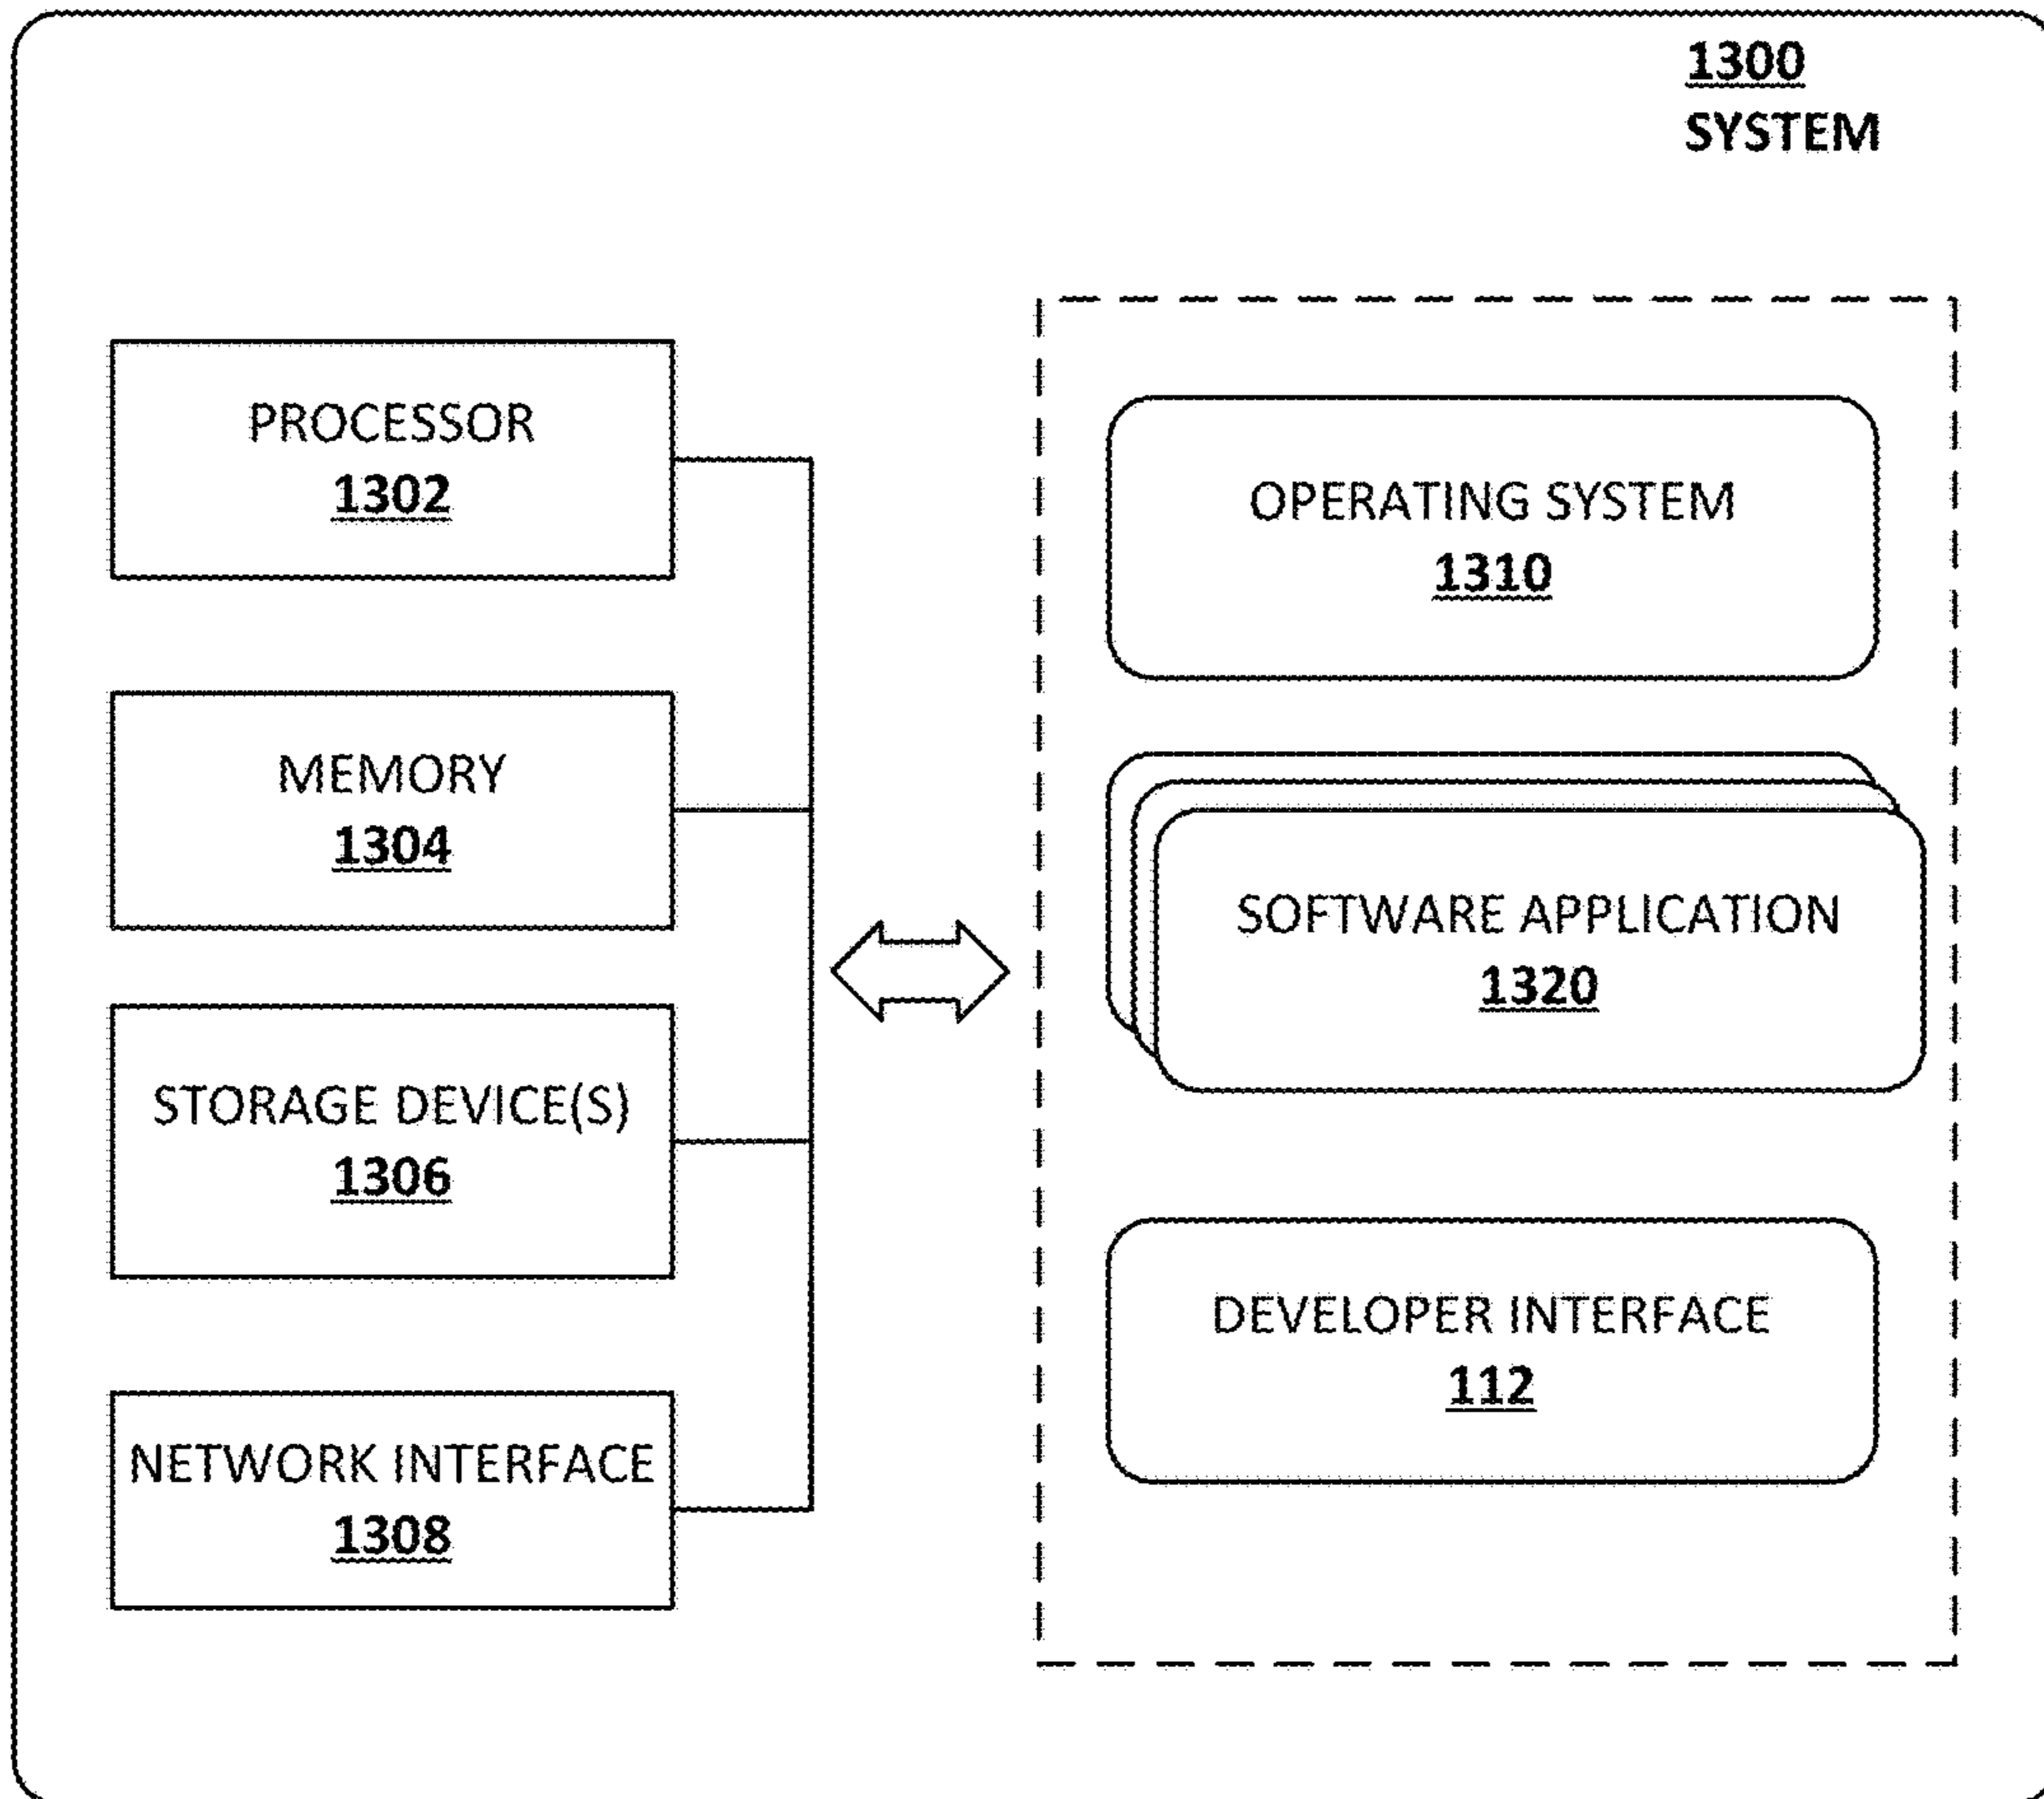 1300
SYSTEM
PROCESSOR
1302
MEMORY
1304
STORAGE DEVICE(S)
1306
NETWORK INTERFACE
1308
OPERATING SYSTEM
1310
SOFTWARE APPLICATION
1320
DEVELOPER INTERFACE
112